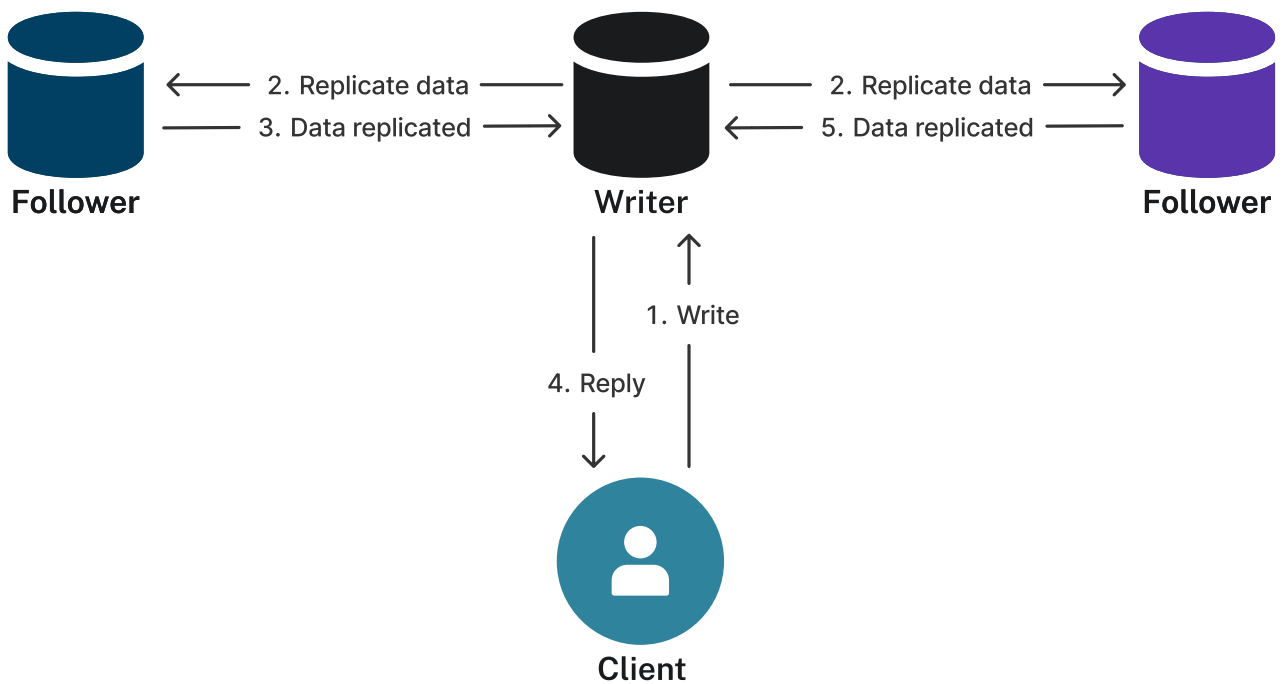 2. Replicate data
2. Replicate data
3. Data replicated
5. Data replicated
Follower
Writer
Follower
1. Write
4. Reply
Client